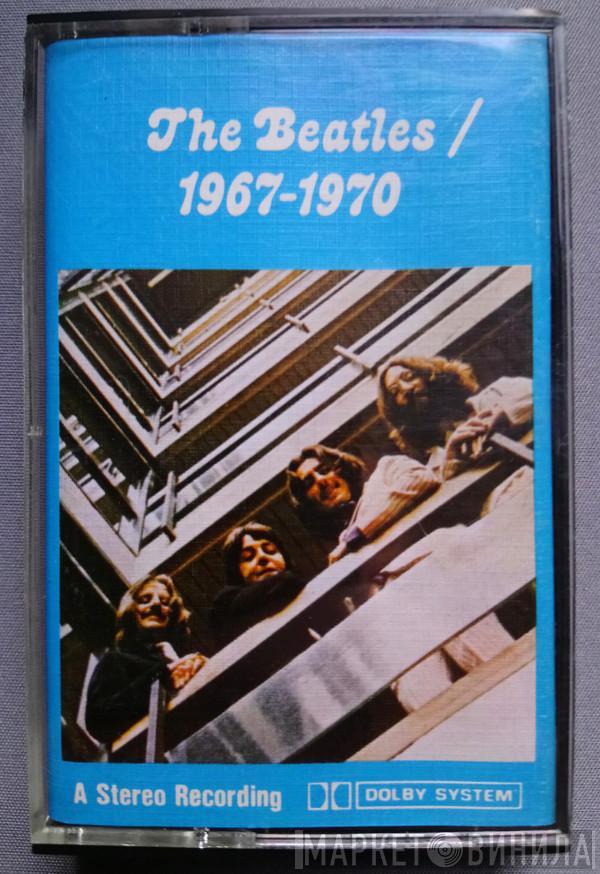 The Beatles /
1967-1970
A Stereo Recording
DOLBY SYSTEM
МАРКЕТ ВИНИЛА